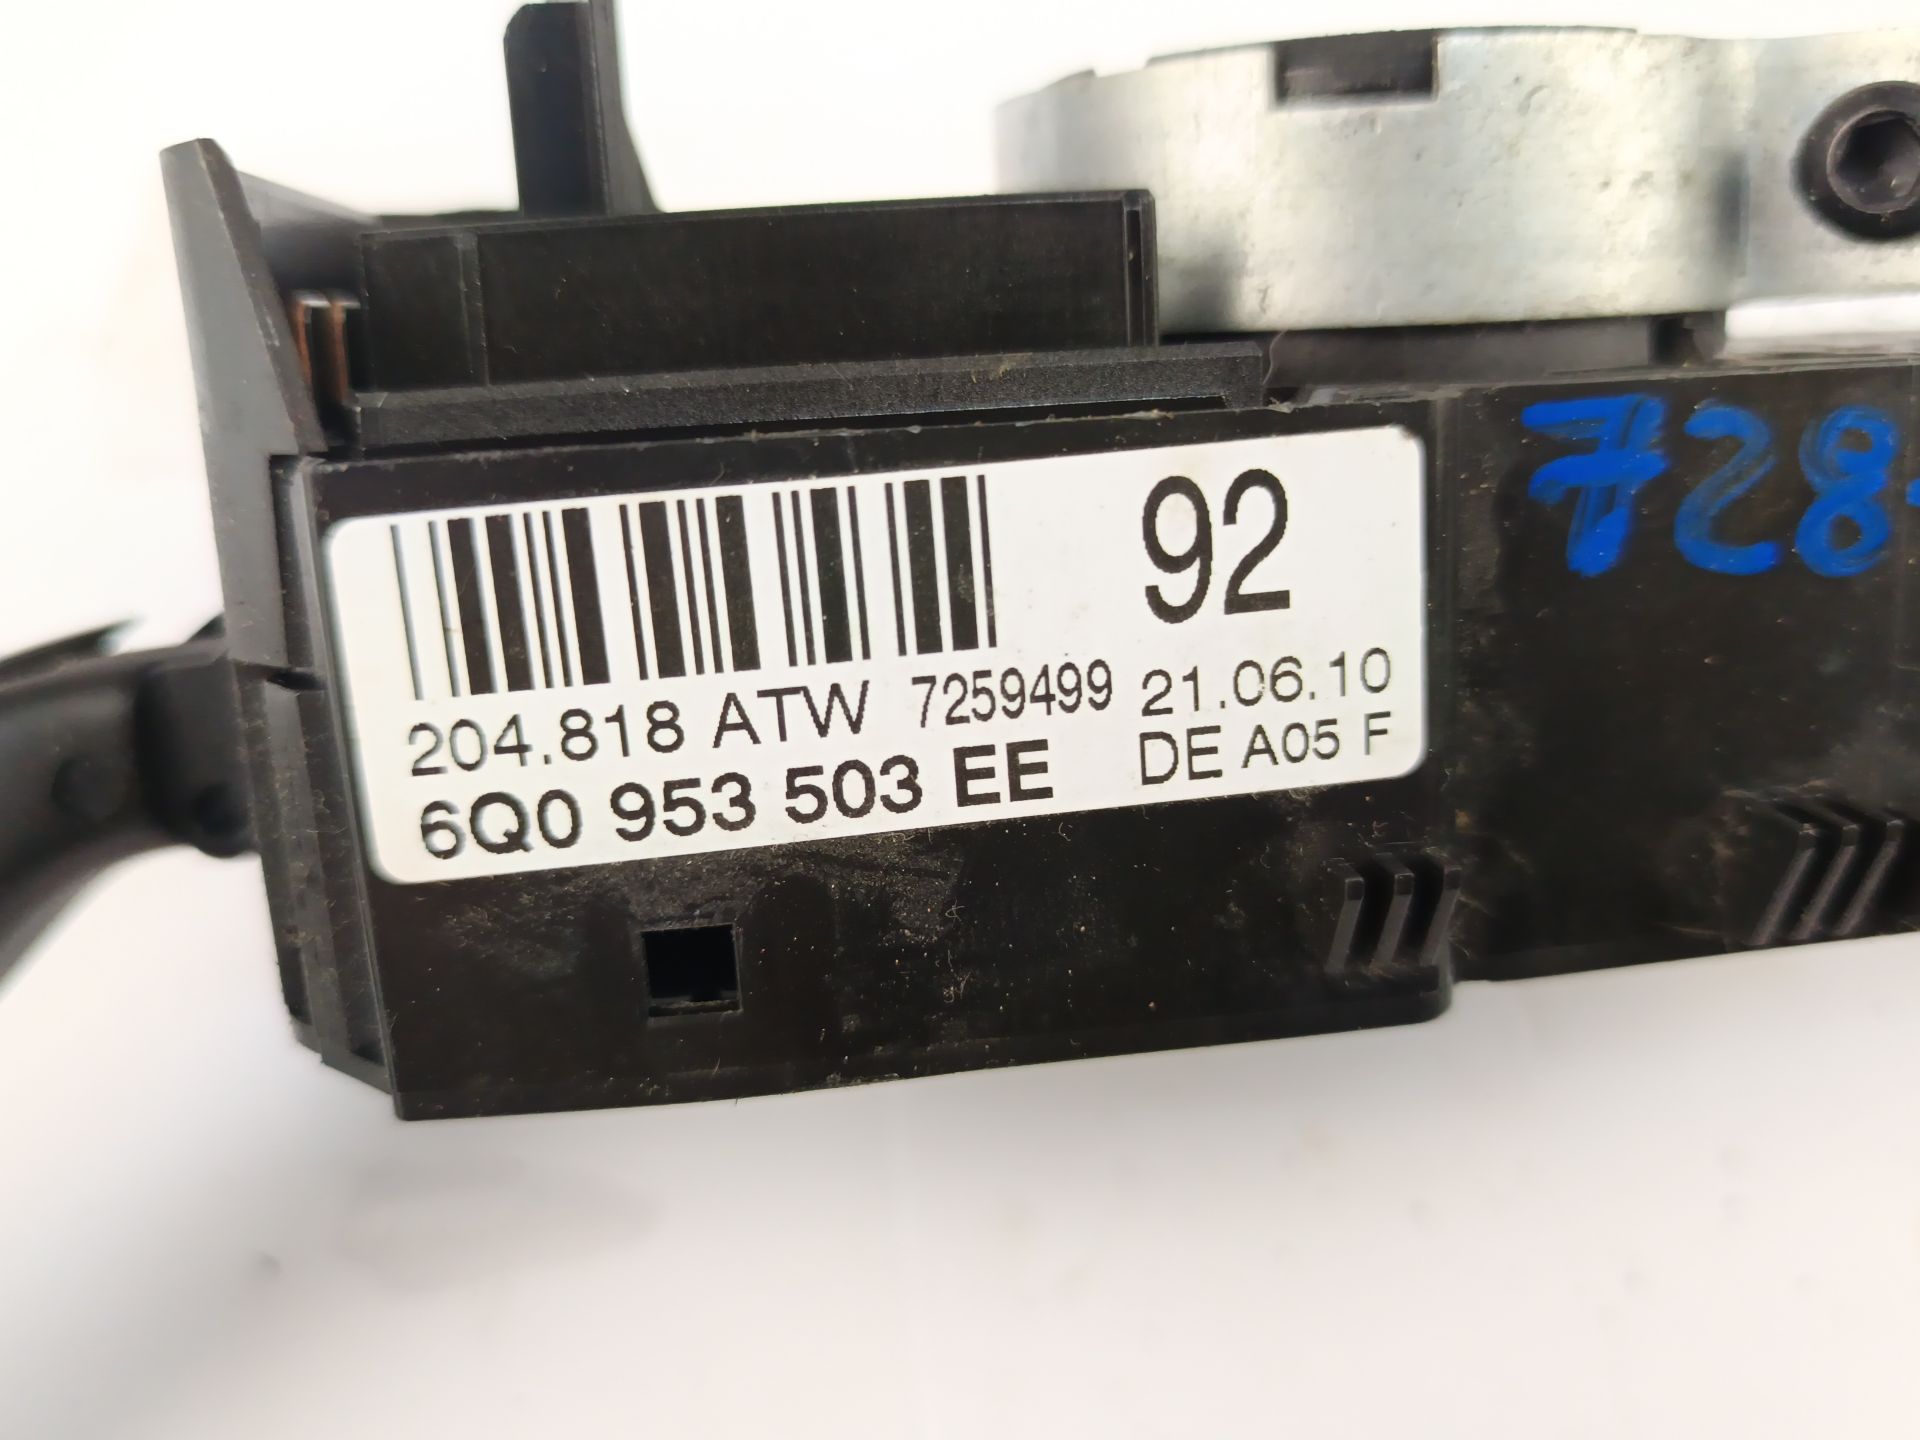 92
728-
204.818 ATW 7259499 21.06.10
6Q0 953 503 EE DE A05 F